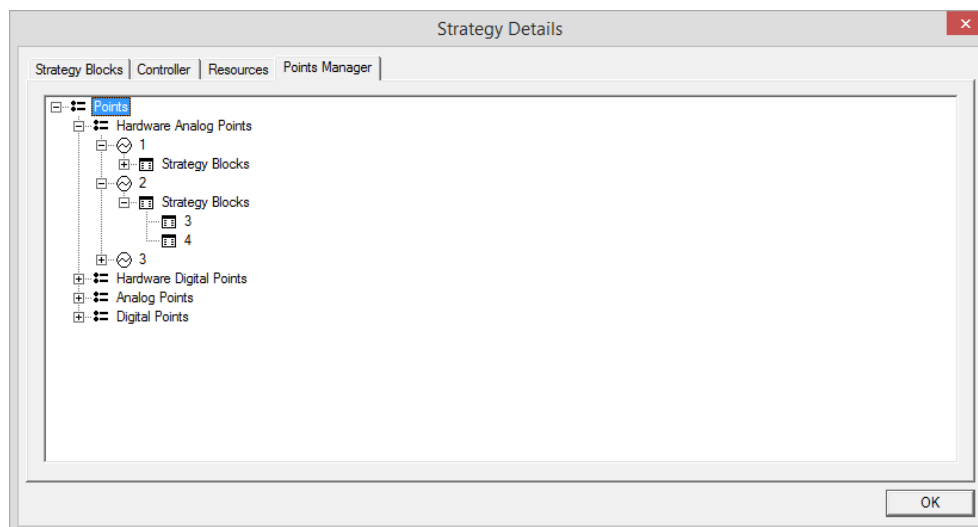 Strategy Details
Strategy Blocks Controller Resources Points Manager
Points
Hardware Analog Points
1
Strategy Blocks
2
Strategy Blocks
3
4
3
Hardware Digital Points
Analog Points
Digital Points
OK